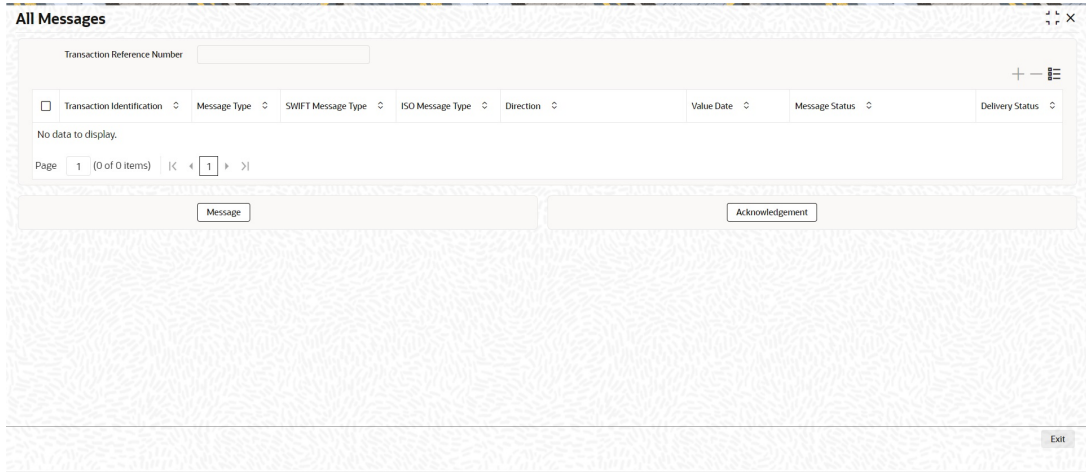 All Messages
Transaction Reference Number
Transaction Identification Message Type SWIFT Message Type ISO Message Type Direction Value Date Message Status Delivery Status
No data to display.
Page 1 (0 of 0 items) 1
Message Acknowledgement
Exit